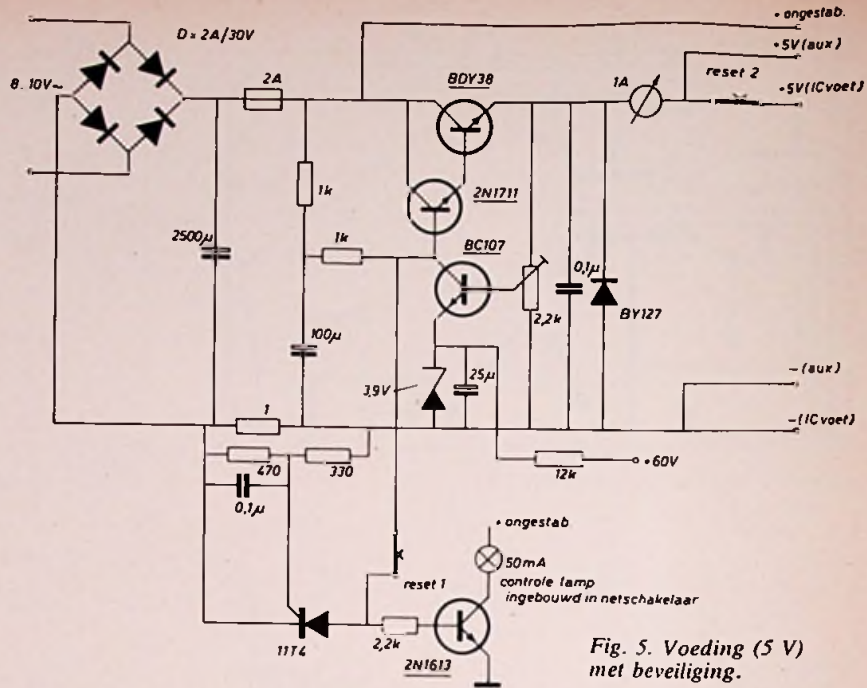 D = 2A/30V
8..10V~
2A
BDY38
1A
+ ongestab.
+5V(aux)
reset 2
+5V(ICvoet)
1k
2N1711
1k
BC107
2500µ
100µ
2,2k
0,1µ
BY127
3,9V
25µ
-(aux)
1
-(ICvoet)
470
330
12k
+60V
0,1µ
+ ongestab
50mA
controle lamp
ingebouwd in netschakelaar
reset 1
11T4
2,2k
2N1613
Fig. 5. Voeding (5 V)
met beveiliging.